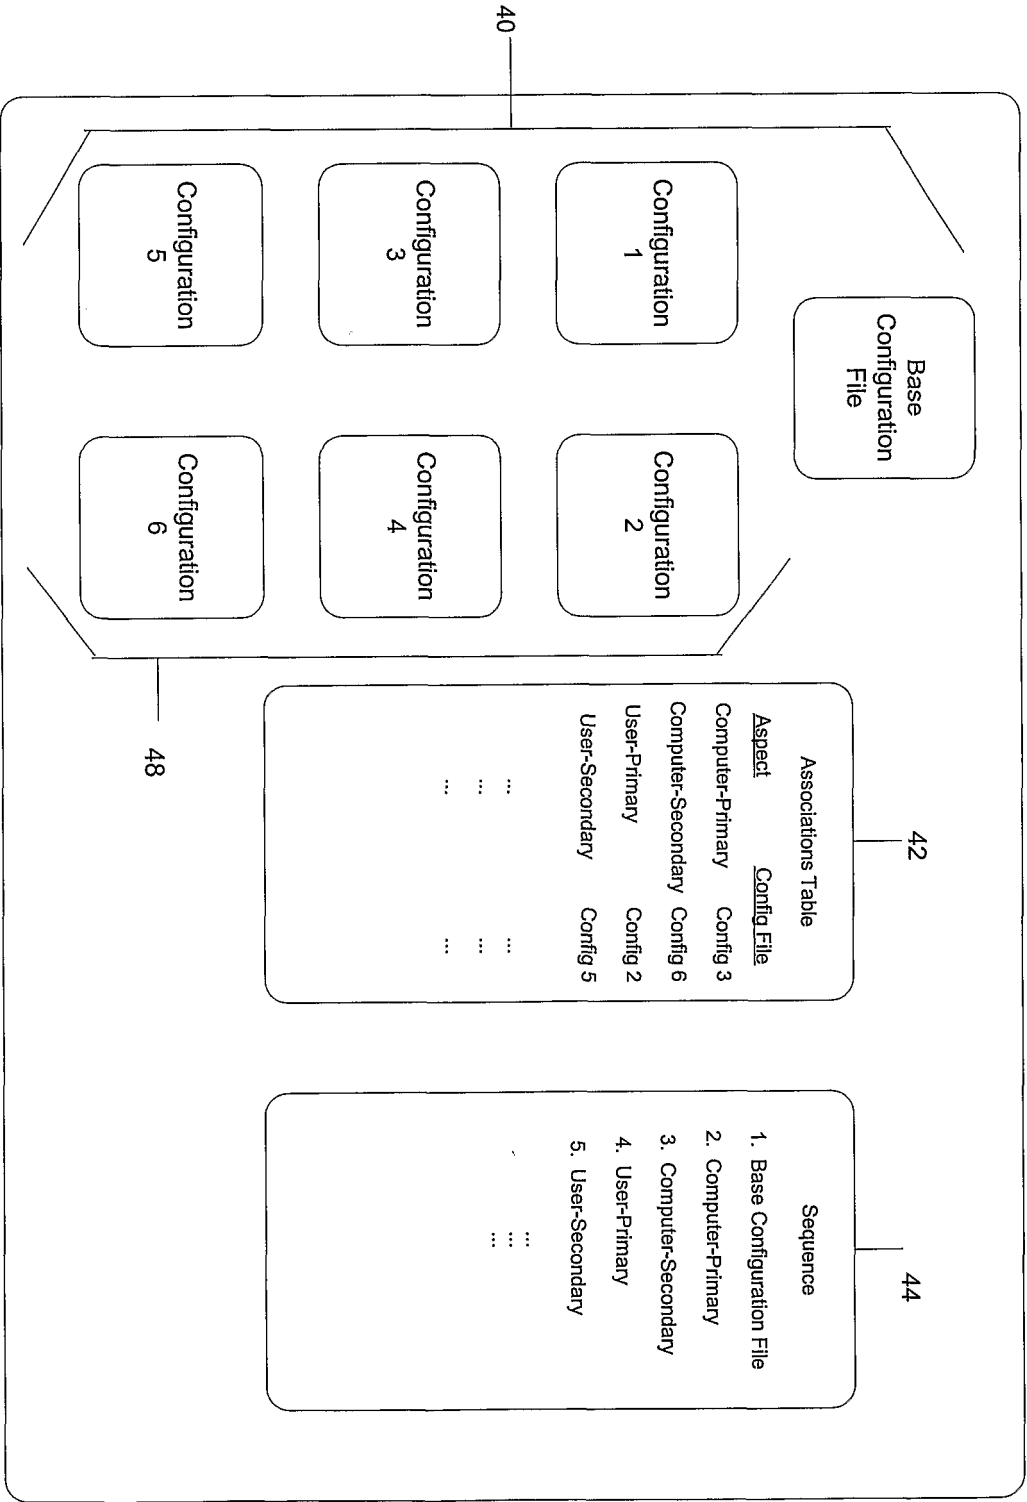 40
Base
Configuration
File
Configuration
1
Configuration
2
Configuration
3
Configuration
4
Configuration
5
Configuration
6
48
42
Associations Table
Aspect Config File
Computer-Primary Config 3
Computer-Secondary Config 6
User-Primary Config 2
User-Secondary Config 5
... ...
... ...
... ...
44
Sequence
1. Base Configuration File
2. Computer-Primary
3. Computer-Secondary
4. User-Primary
5. User-Secondary
...
...
...